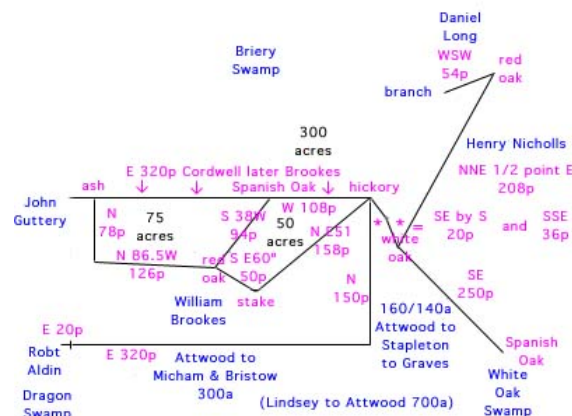 Daniel
Long
WSW
54p
red
oak
branch
Briery
Swamp
300
acres
Henry Nicholls
NNE 1/2 point E
208p
E 320p Cordwell later Brookes
ash
Spanish Oak
hickory
John
Guttery
N
78p
75
acres
S 38W
94p
W 108p
50
acres
N E51
158p
* * =
white
oak
SE by S
20p
and
SSE
36p
N 86.5W
126p
red
oak
S E60°
50p
stake
N
150p
SE
250p
William
Brookes
160/140a
Attwood to
Stapleton
to Graves
E 20p
Robt
Aldin
E 320p
Attwood to
Micham & Bristow
300a
Spanish
Oak
White
Oak
Swamp
Dragon
Swamp
(Lindsey to Attwood 700a)